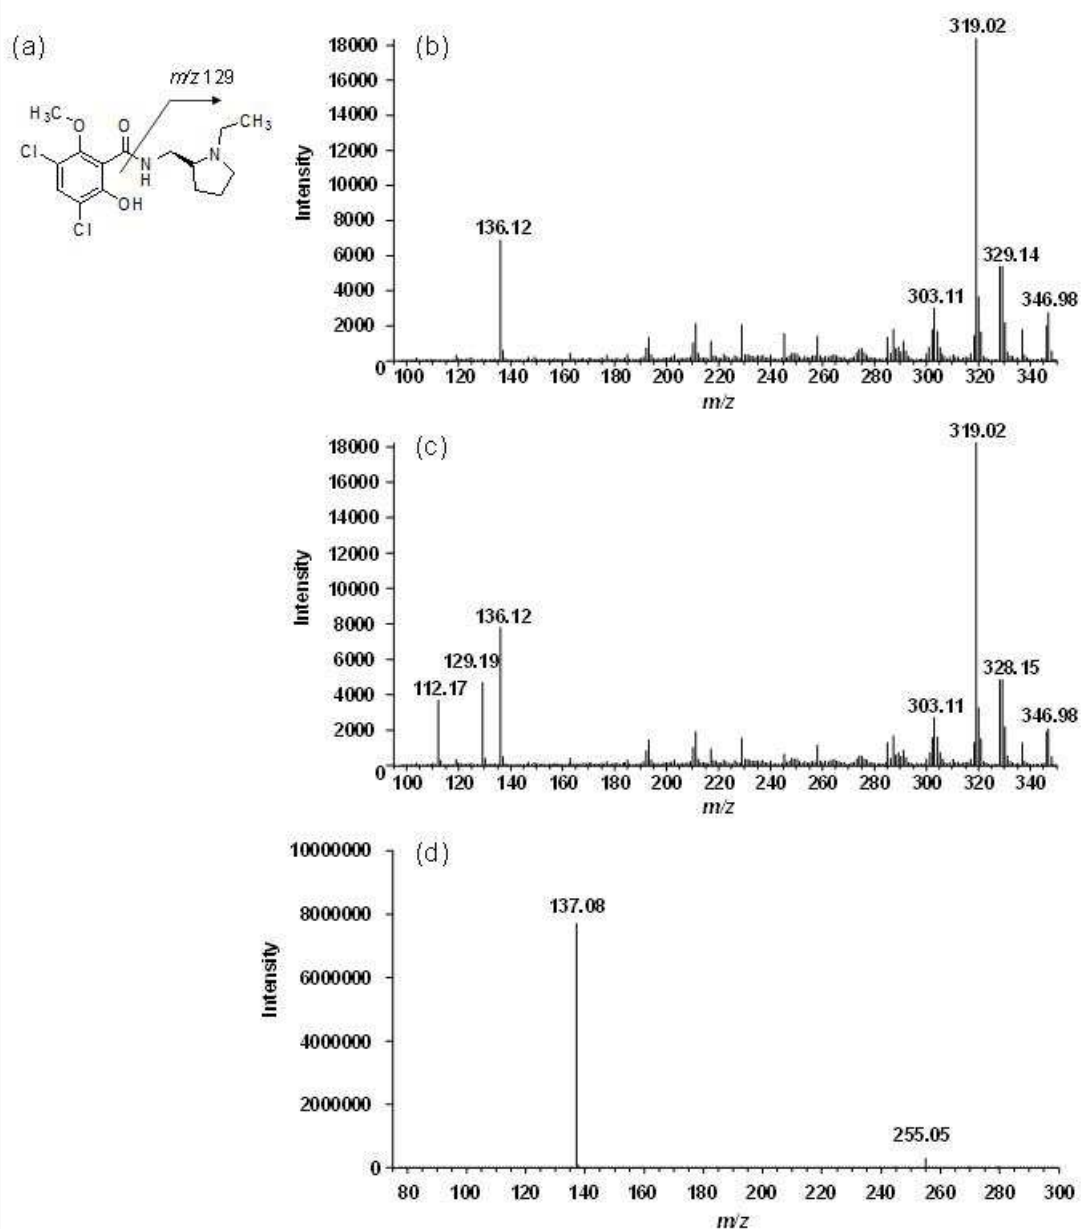 (a)
m/z 129
H₃C
O
O
CH₃
Cl
N
N
H
OH
Cl
(b)
319.02
18000
16000
14000
12000
10000
8000
6000
4000
2000
0
Intensity
136.12
329.14
303.11
346.98
100 120 140 160 180 200 220 240 260 280 300 320 340
m/z
(c)
319.02
18000
16000
14000
12000
10000
8000
6000
4000
2000
0
Intensity
136.12
129.19
112.17
328.15
303.11
346.98
100 120 140 160 180 200 220 240 260 280 300 320 340
m/z
(d)
10000000
8000000
6000000
4000000
2000000
0
Intensity
137.08
255.05
80 100 120 140 160 180 200 220 240 260 280 300
m/z